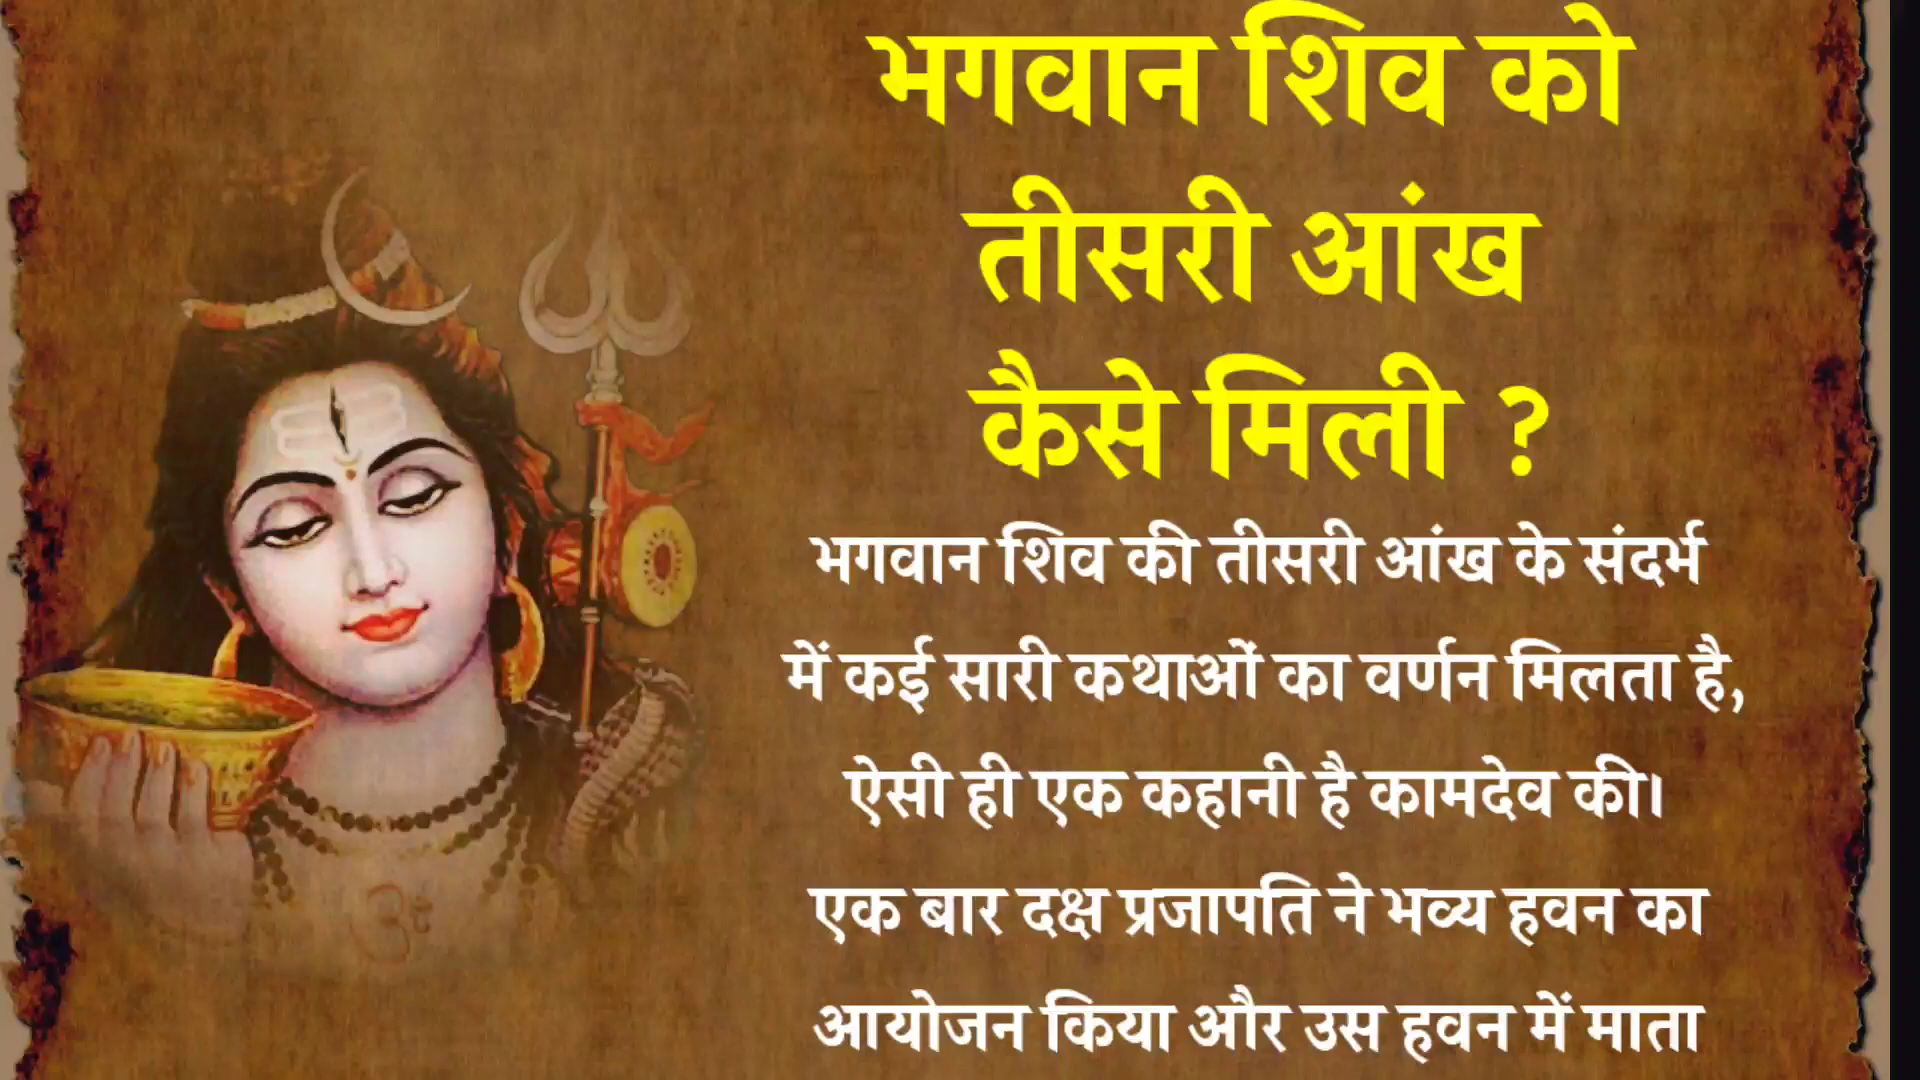 भगवान शिव को
तीसरी आंख
कैसे मिली ?
भगवान शिव की तीसरी आंख के संदर्भ
में कई सारी कथाओं का वर्णन मिलता है,
ऐसी ही एक कहानी है कामदेव की।
एक बार दक्ष प्रजापति ने भव्य हवन का
आयोजन किया और उस हवन में माता
ॐ